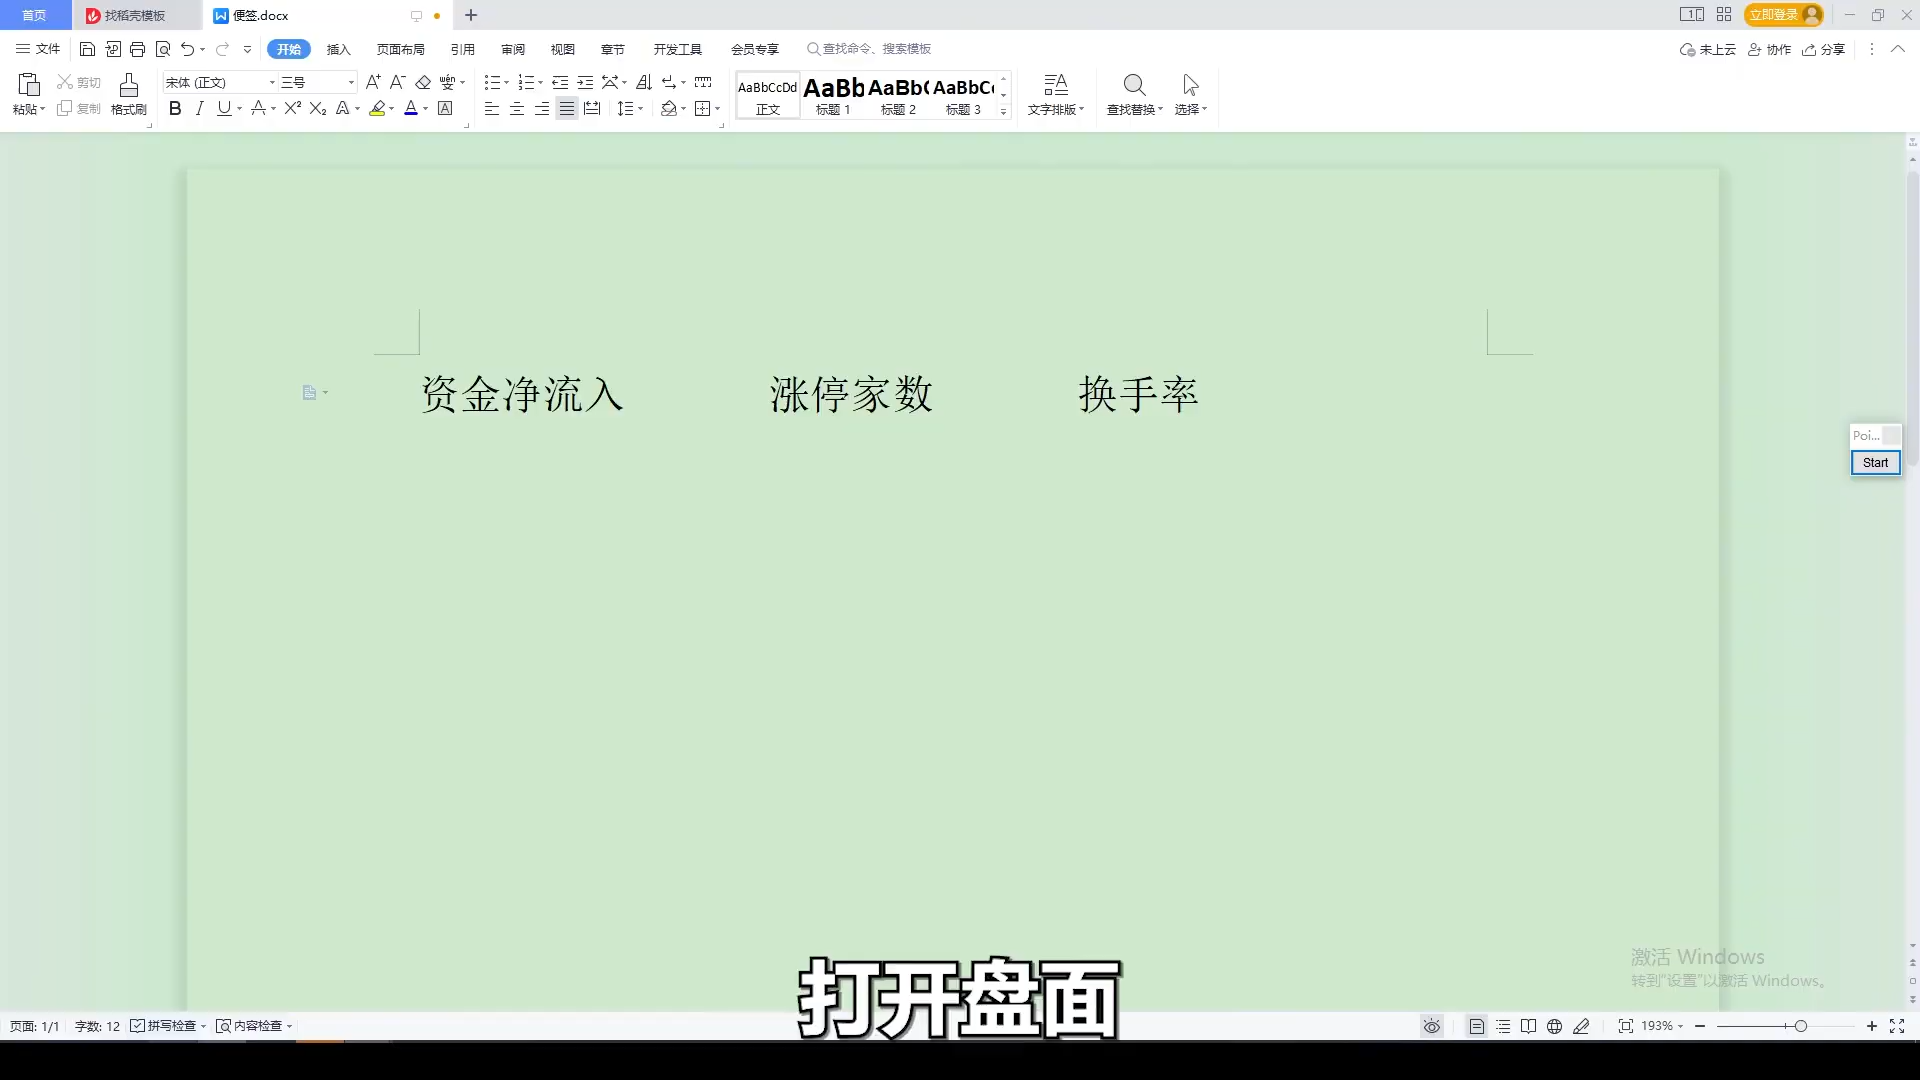 首页 找稻壳模板 便签.docx 立即登录
文件 开始 插入 页面布局 引用 审阅 视图 章节 开发工具 会员专享 查找命令、搜索模板 未上云 协作 分享
剪切 宋体 (正文) 三号 AaBbCcDd AaBb AaBb( AaBbC(
粘贴 复制 格式刷 正文 标题 1 标题 2 标题 3 文字排版 查找替换 选择
资金净流入 涨停家数 换手率
Poi...
Start
激活 Windows
转到"设置"以激活 Windows。
打开盘面
页面: 1/1 字数: 12 拼写检查 内容检查 193%